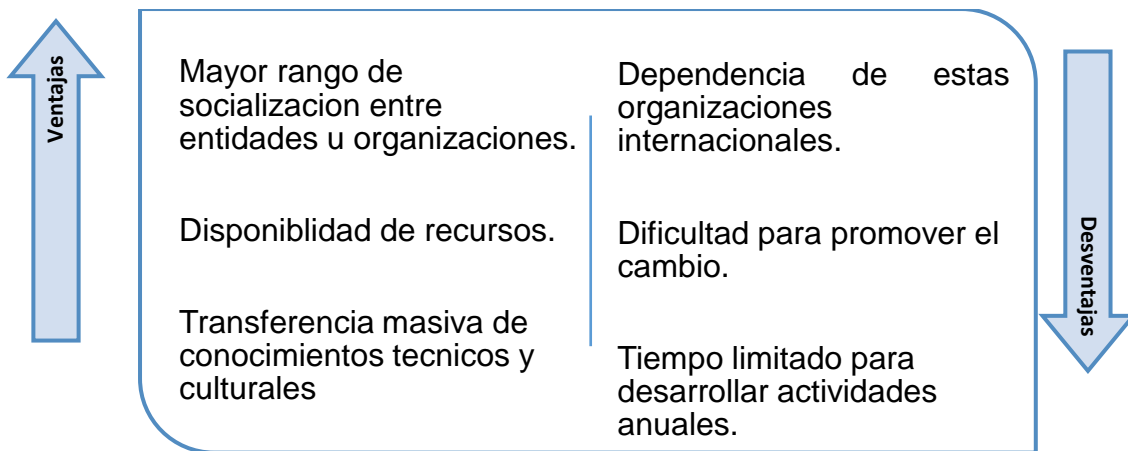 Ventajas
Mayor rango de
socializacion entre
entidades u organizaciones.
Disponiblidad de recursos.
Transferencia masiva de
conocimientos tecnicos y
culturales
Dependencia de estas
organizaciones
internacionales.
Dificultad para promover el
cambio.
Tiempo limitado para
desarrollar actividades
anuales.
Desventajas